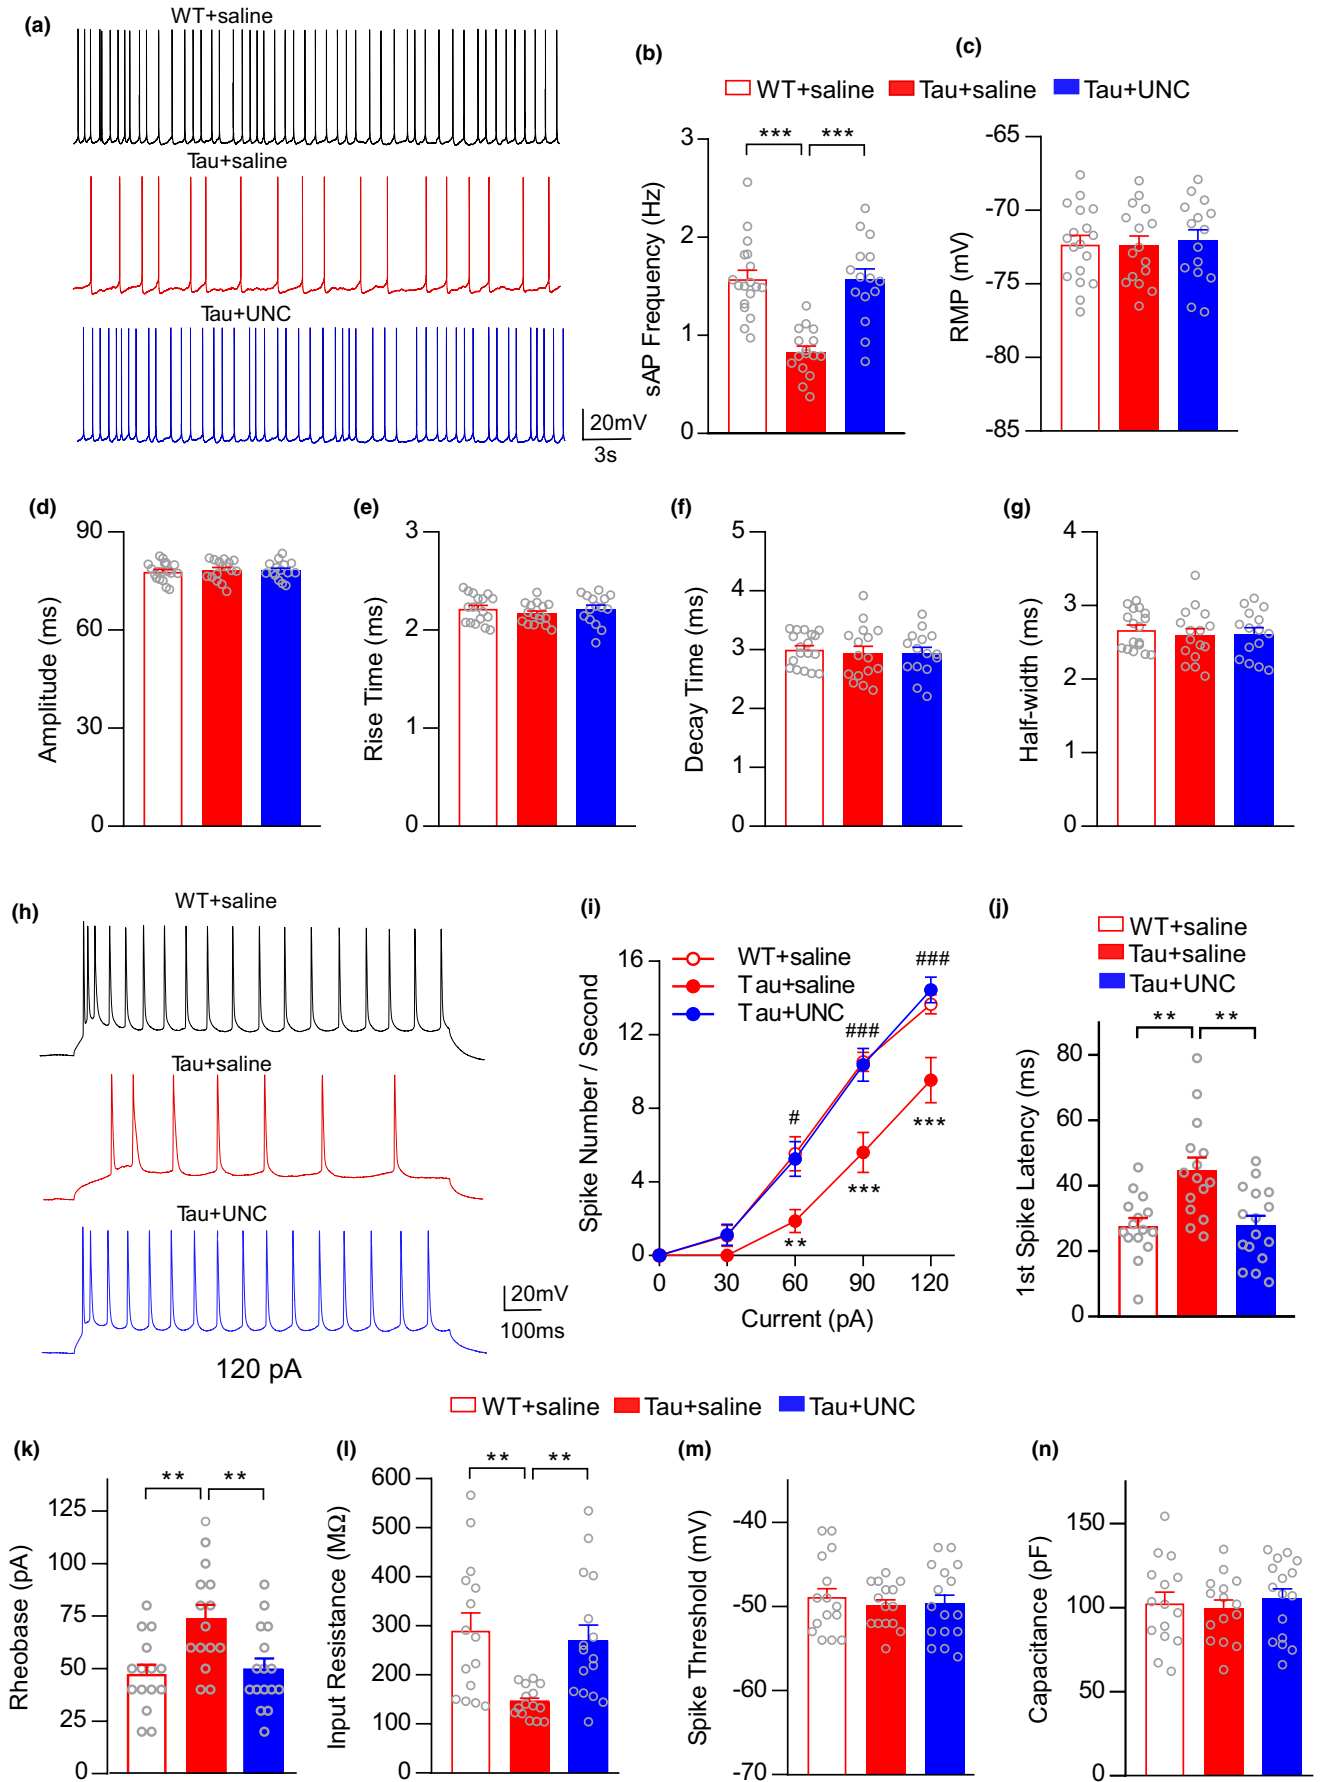 (a)
WT+saline
Tau+saline
Tau+UNC
20mV
3s
(b)
(c)
WT+saline Tau+saline Tau+UNC
sAP Frequency (Hz)
3
2
1
0
*** ***
RMP (mV)
-65
-70
-75
-80
-85
(d)
Amplitude (ms)
90
60
30
0
(e)
Rise Time (ms)
3
2
1
0
(f)
Decay Time (ms)
5
4
3
2
1
0
(g)
Half-width (ms)
4
3
2
1
0
(h)
WT+saline
Tau+saline
Tau+UNC
20mV
100ms
120 pA
(i)
WT+saline
Tau+saline
Tau+UNC
Spike Number / Second
16
12
8
4
0
#
###
###
**
***
***
0 30 60 90 120
Current (pA)
(j)
WT+saline
Tau+saline
Tau+UNC
** **
1st Spike Latency (ms)
80
60
40
20
0
WT+saline Tau+saline Tau+UNC
(k)
** **
Rheobase (pA)
125
100
75
50
25
0
(l)
** **
Input Resistance (MΩ)
600
500
400
300
200
100
0
(m)
Spike Threshold (mV)
-40
-50
-60
-70
(n)
Capacitance (pF)
150
100
50
0